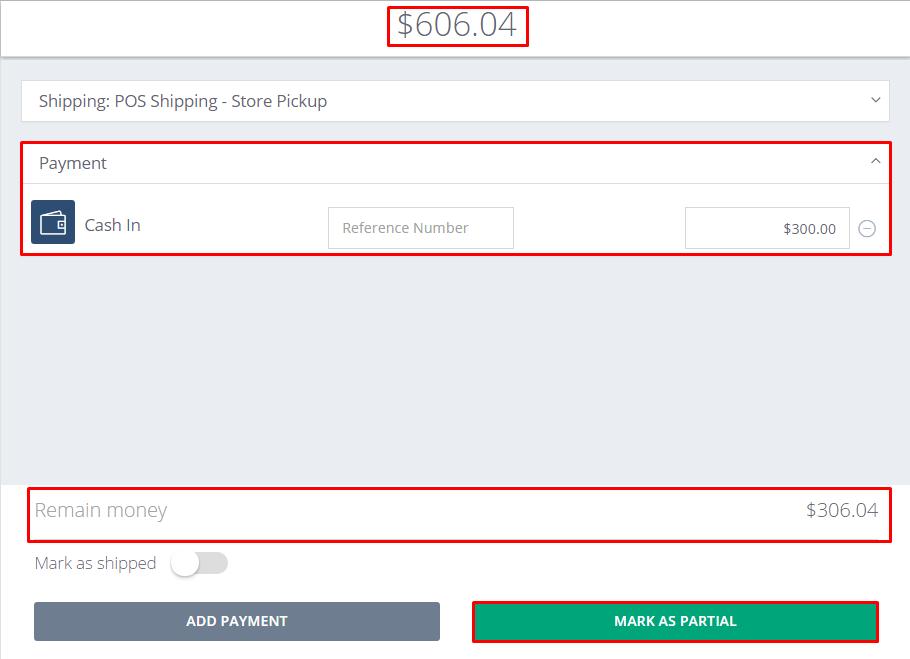 $606.04
Shipping: POS Shipping - Store Pickup
Payment
Cash In Reference Number $300.00
Remain money $306.04
Mark as shipped
ADD PAYMENT MARK AS PARTIAL